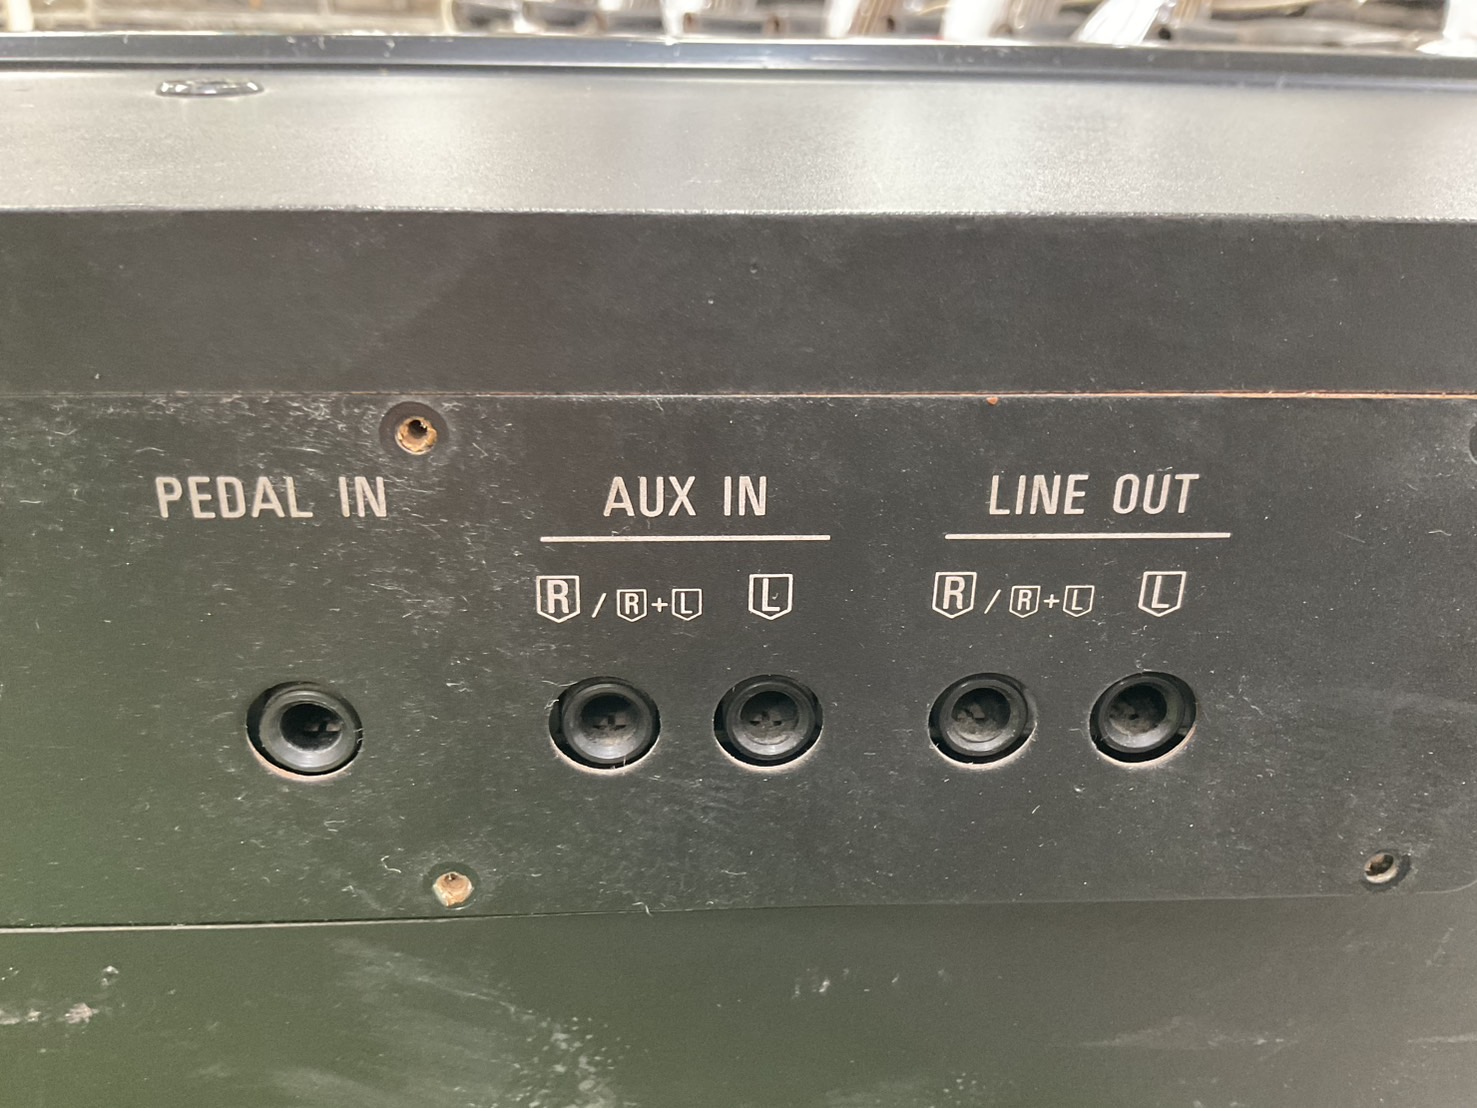 PEDAL IN
AUX IN
LINE OUT
R / R+L
L
R / R+L
L